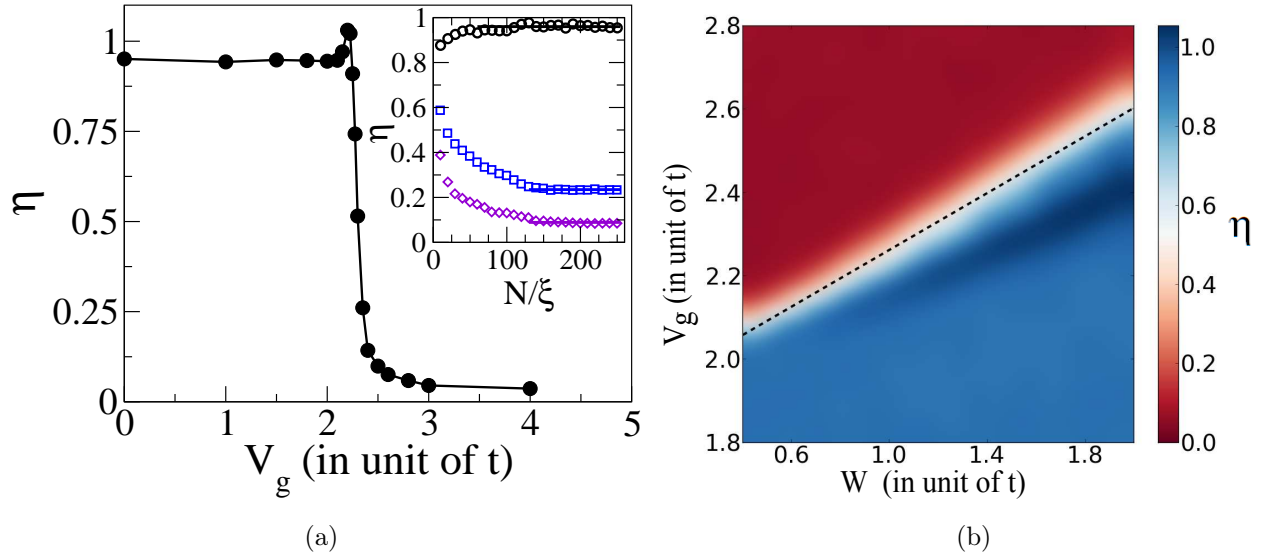 η
1
0.75
0.5
0.25
0
0 1 2 3 4 5
V_g (in unit of t)
η
1
0.8
0.6
0.4
0.2
0
0 100 200
N/ξ
(a)
V_g (in unit of t)
2.8
2.6
2.4
2.2
2.0
1.8
0.6 1.0 1.4 1.8
W (in unit of t)
1.0
0.8
0.6
0.4
0.2
0.0
η
(b)